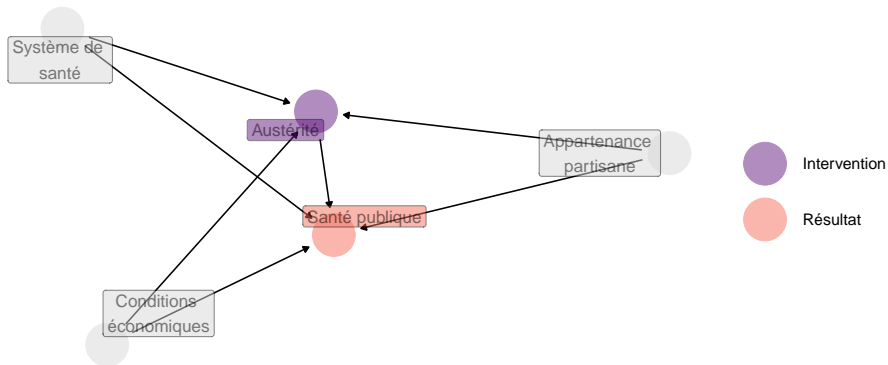 Système de
santé
Austérité
Appartenance
partisane
Intervention
Santé publique
Résultat
Conditions
économiques